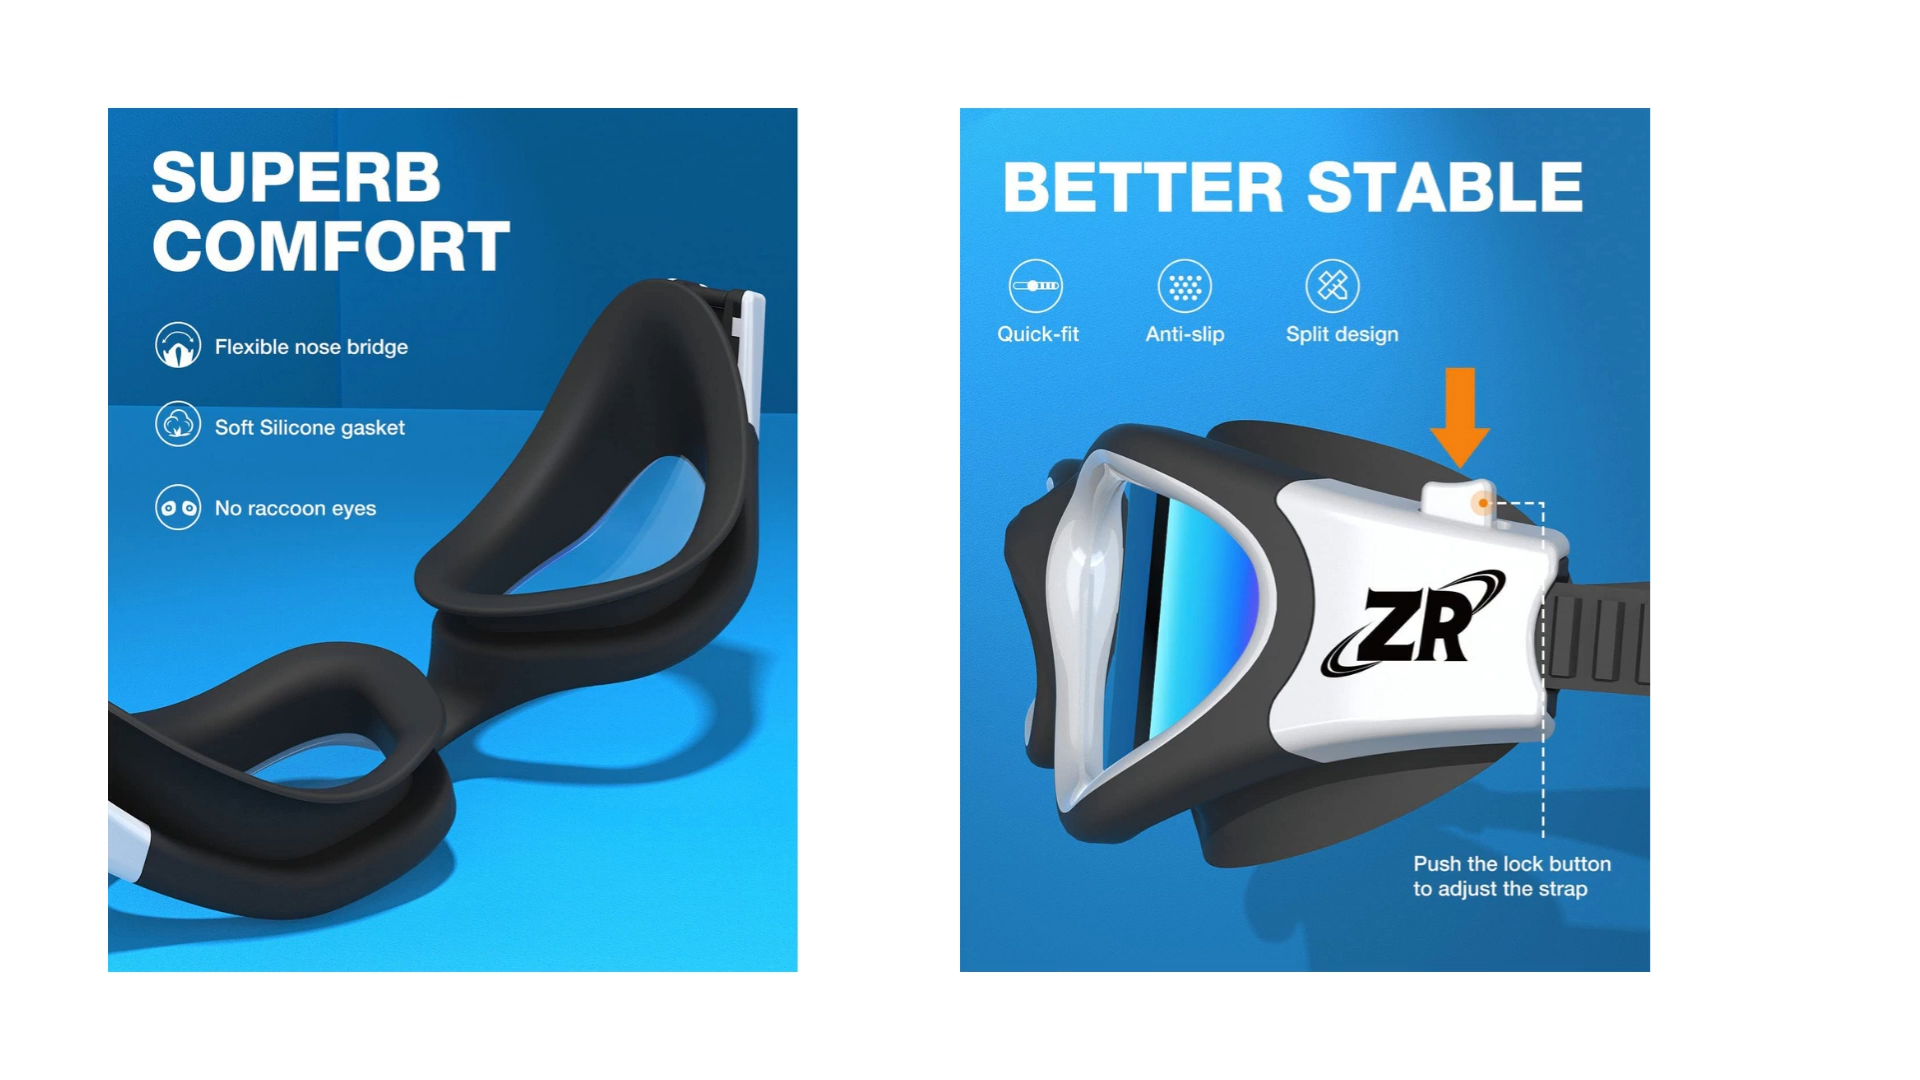 SUPERB
COMFORT
Flexible nose bridge
Soft Silicone gasket
No raccoon eyes
BETTER STABLE
Quick-fit
Anti-slip
Split design
ZR
Push the lock button
to adjust the strap